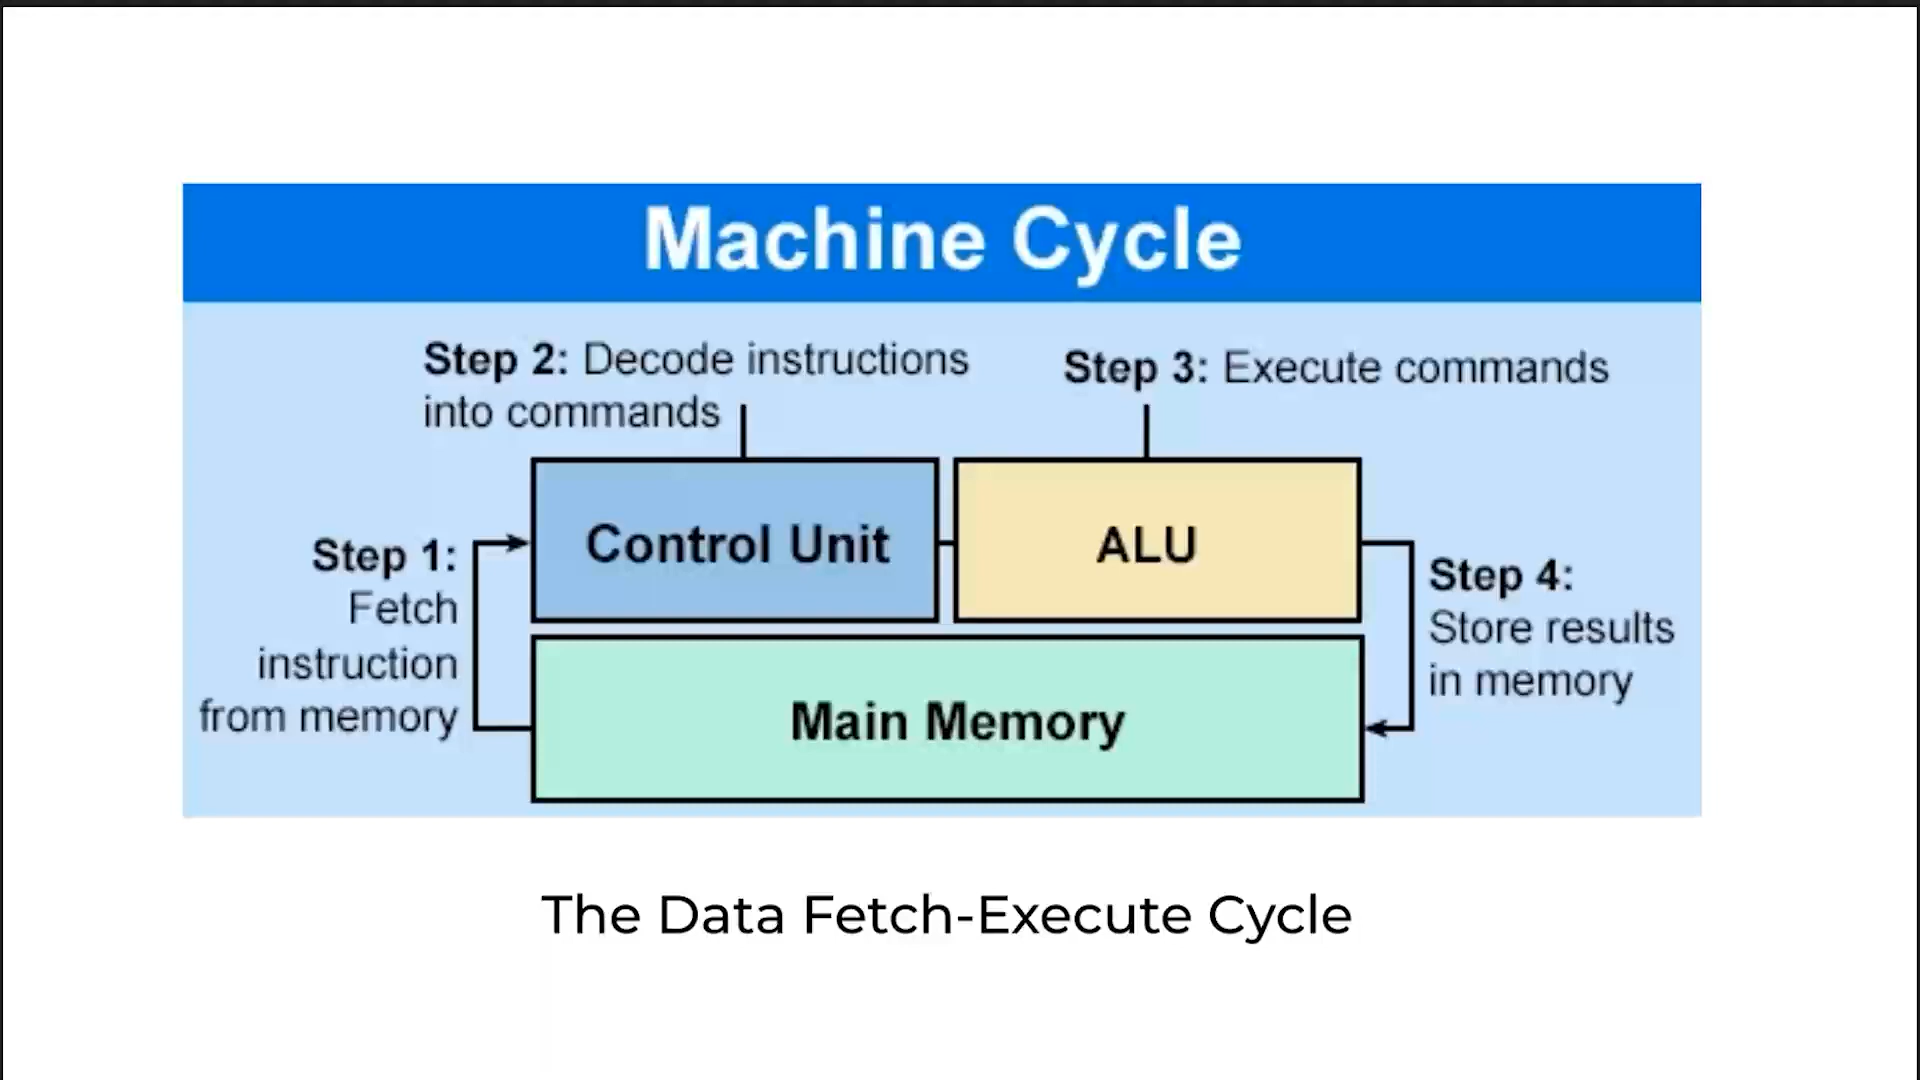 Machine Cycle
Step 2: Decode instructions
into commands
Step 3: Execute commands
Control Unit
ALU
Step 1:
Fetch
instruction
from memory
Step 4:
Store results
in memory
Main Memory
The Data Fetch-Execute Cycle